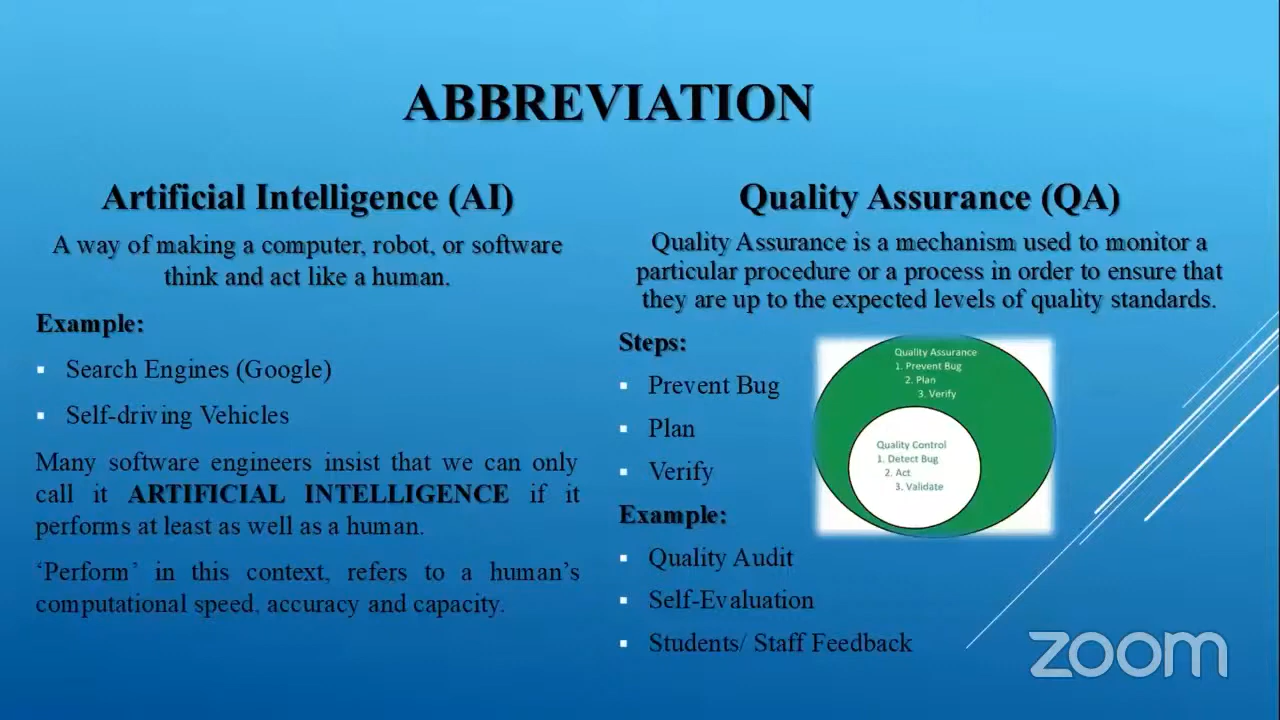 ABBREVIATION
Artificial Intelligence (AI)
A way of making a computer, robot, or software
think and act like a human.
Example:
▪ Search Engines (Google)
▪ Self-driving Vehicles
Many software engineers insist that we can only
call it ARTIFICIAL INTELLIGENCE if it
performs at least as well as a human.
‘Perform’ in this context, refers to a human’s
computational speed, accuracy and capacity.
Quality Assurance (QA)
Quality Assurance is a mechanism used to monitor a
particular procedure or a process in order to ensure that
they are up to the expected levels of quality standards.
Steps:
▪ Prevent Bug
▪ Plan
▪ Verify
Quality Assurance
1. Prevent Bug
2. Plan
3. Verify
Quality Control
1. Detect Bug
2. Act
3. Validate
Example:
▪ Quality Audit
▪ Self-Evaluation
▪ Students/ Staff Feedback
zoom